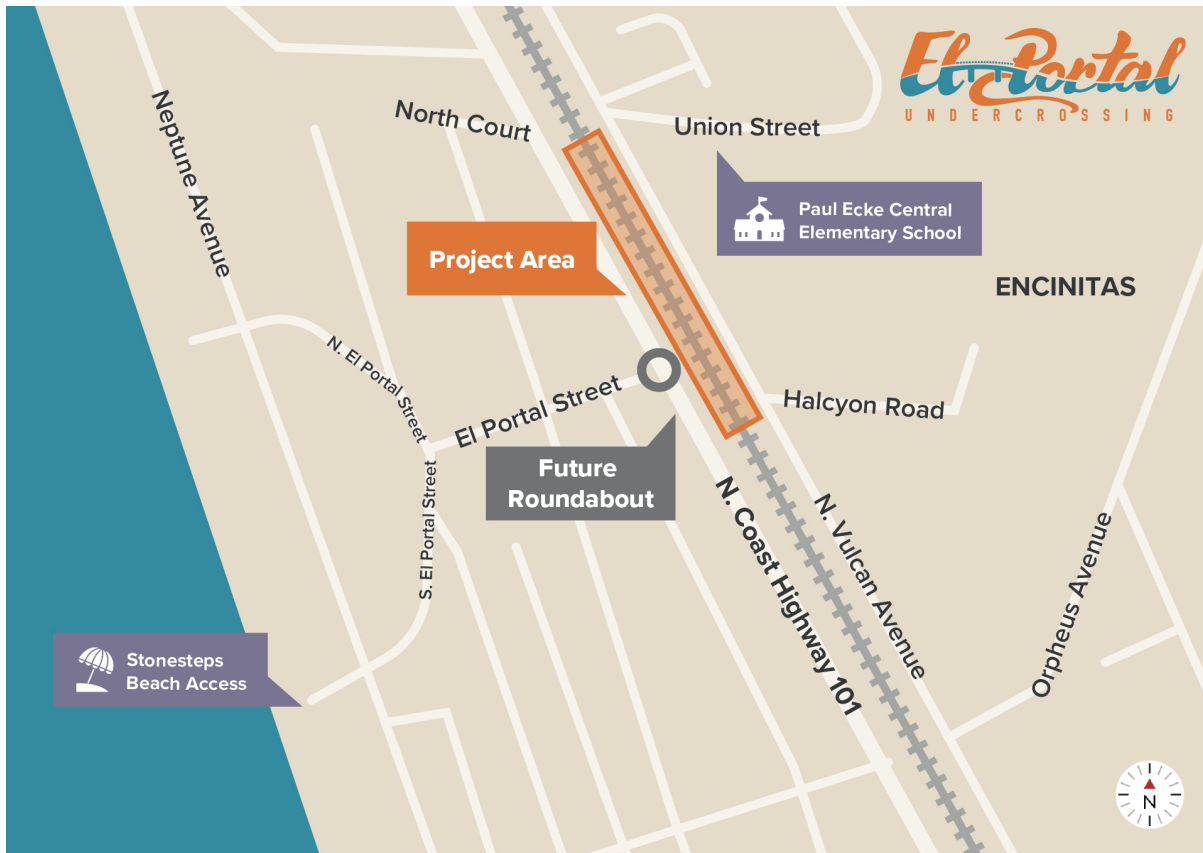 El Portal
UNDERCROSSING
North Court
Union Street
Neptune Avenue
Paul Ecke Central
Elementary School
Project Area
ENCINITAS
N. El Portal Street
El Portal Street
Halcyon Road
Future
Roundabout
S. El Portal Street
N. Coast Highway 101
N. Vulcan Avenue
Orpheus Avenue
Stonesteps
Beach Access
N